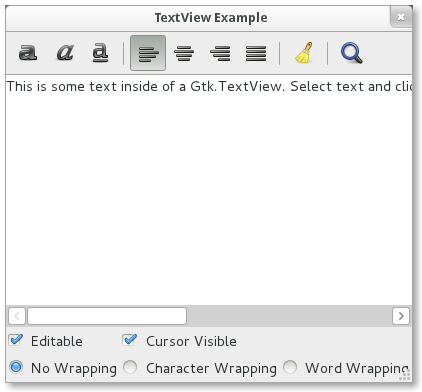 TextView Example
a a a
This is some text inside of a Gtk.TextView. Select text and clic
Editable Cursor Visible
No Wrapping Character Wrapping Word Wrapping